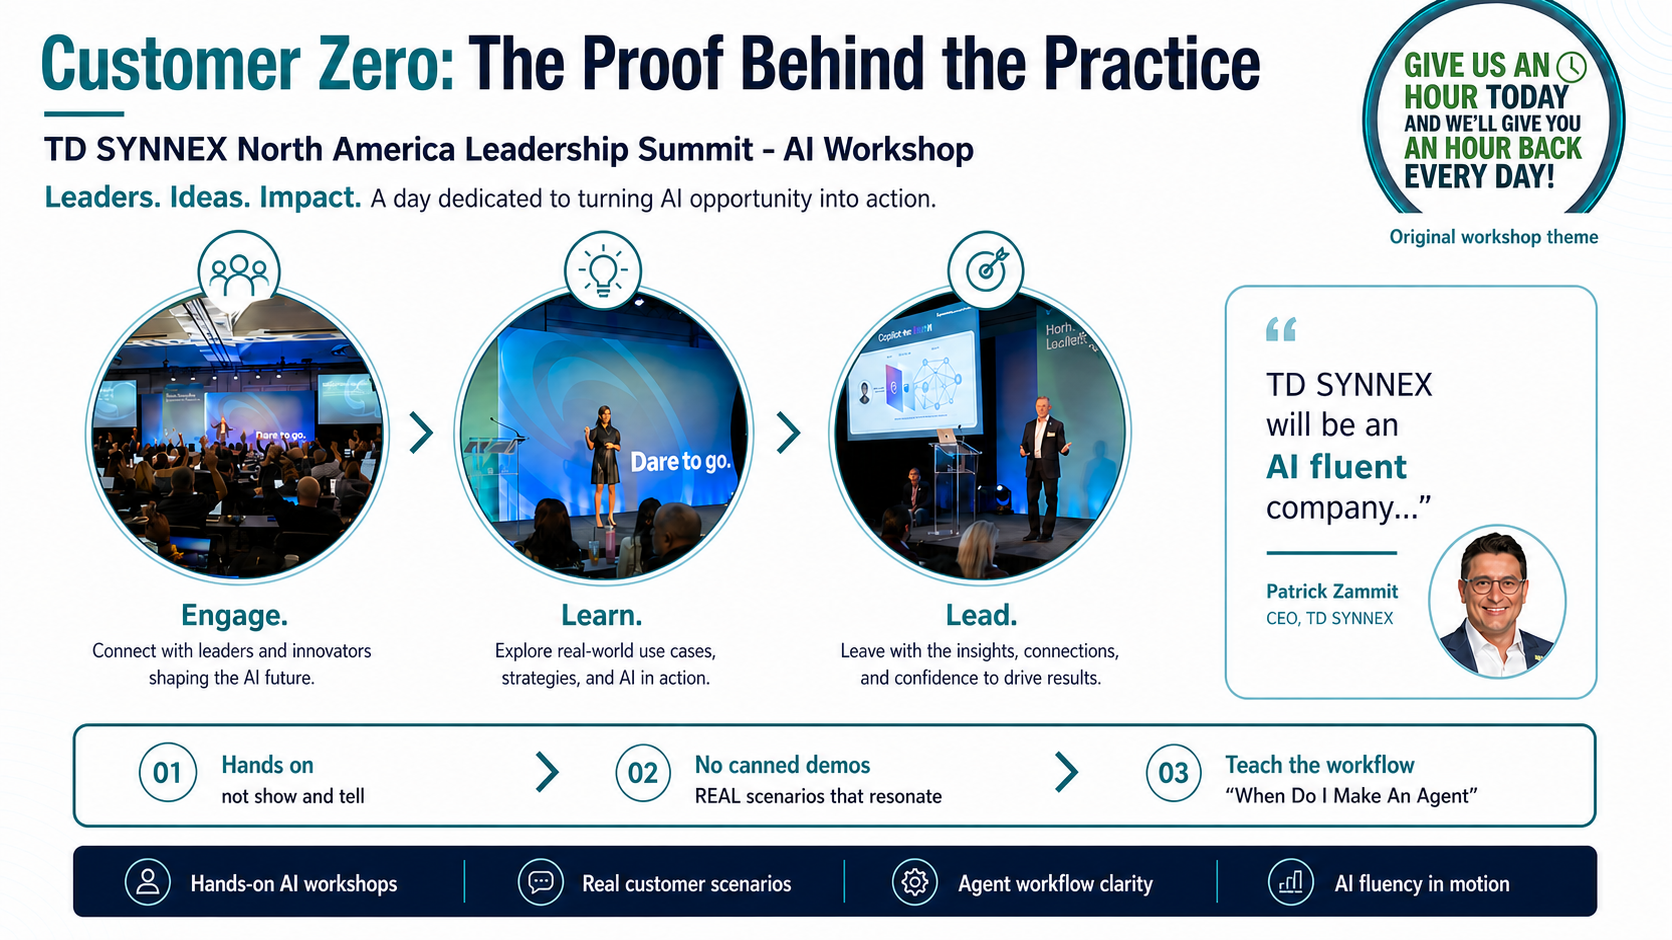 Customer Zero: The Proof Behind the Practice
TD SYNNEX North America Leadership Summit - AI Workshop
Leaders. Ideas. Impact. A day dedicated to turning AI opportunity into action.
GIVE US AN
HOUR TODAY
AND WE'LL GIVE YOU
AN HOUR BACK
EVERY DAY!
Original workshop theme
Dare to go.
Dare to go.
Copilot
Engage.
Connect with leaders and innovators
shaping the AI future.
Learn.
Explore real-world use cases,
strategies, and AI in action.
Lead.
Leave with the insights, connections,
and confidence to drive results.
“
TD SYNNEX
will be an
AI fluent
company...”
Patrick Zammit
CEO, TD SYNNEX
01
Hands on
not show and tell
02
No canned demos
REAL scenarios that resonate
03
Teach the workflow
“When Do I Make An Agent”
Hands-on AI workshops
Real customer scenarios
Agent workflow clarity
AI fluency in motion